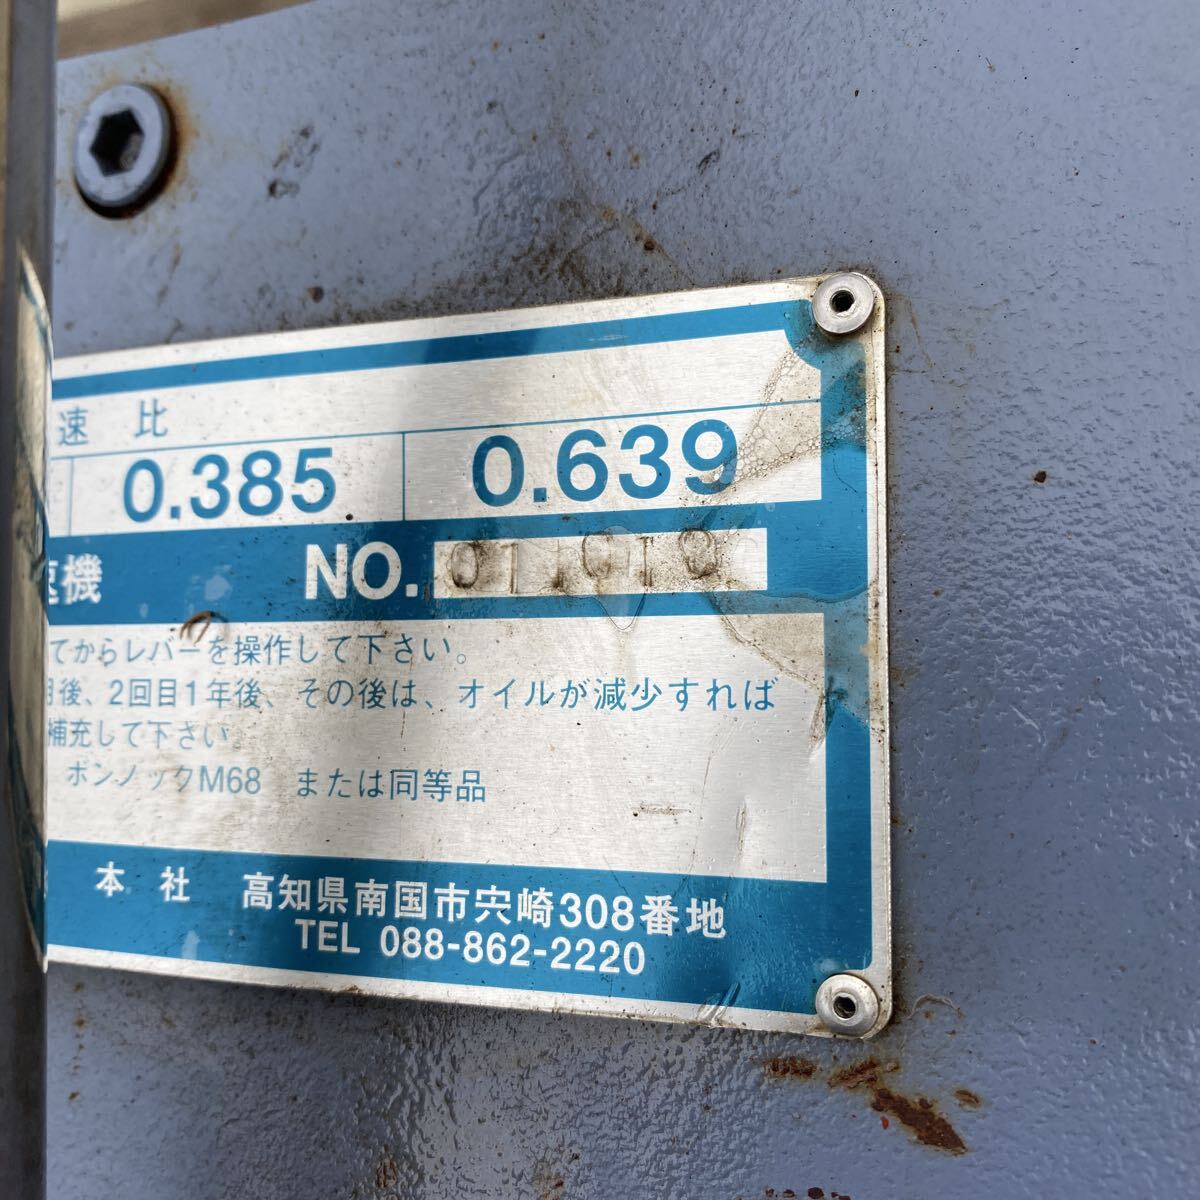 速 比
0.385 0.639
速機 NO.
てからレバーを操作して下さい。
後、2回目1年後、その後は、オイルが減少すれば
補充して下さい。
ボンノックM68 または同等品
本 社 高知県南国市宍崎308番地
TEL 088-862-2220